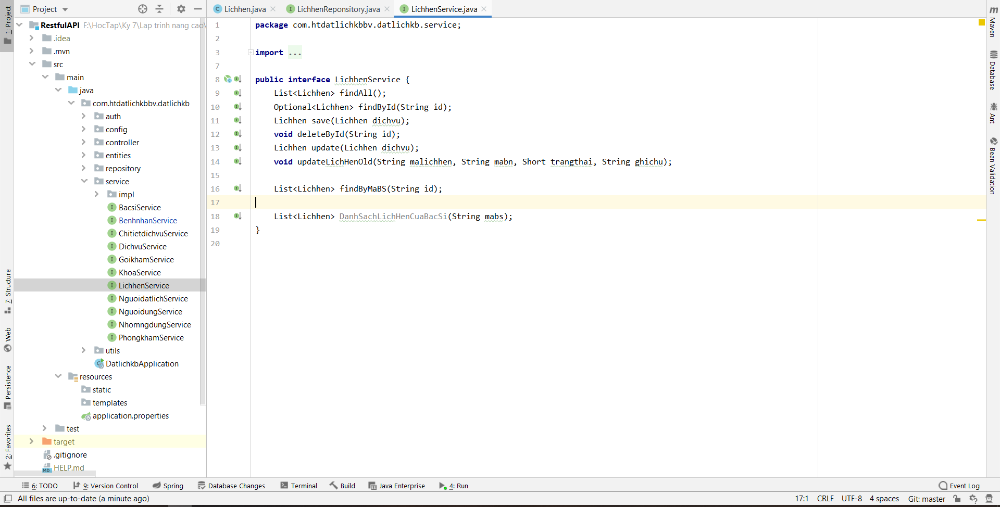 Project
Lichhen.java
LichhenReponsitory.java
LichhenService.java
1: Project
7: Structure
Web
Persistence
2: Favorites
RestfulAPI F:\HocTap\Ky 7\Lap trinh nang cao\
.idea
.mvn
src
main
java
com.htdatlichkbbv.datlichkb
auth
config
controller
entities
repository
service
impl
BacsiService
BenhnhanService
ChitietdichvuService
DichvuService
GoikhamService
KhoaService
LichhenService
NguoidatlichService
NguoidungService
NhomngdungService
PhongkhamService
utils
DatlichkbApplication
resources
static
templates
application.properties
test
target
.gitignore
HELP.md
1 package com.htdatlichkbbv.datlichkb.service;
2
3 import ...
7
8 public interface LichhenService {
9 List<Lichhen> findAll();
10 Optional<Lichhen> findById(String id);
11 Lichhen save(Lichhen dichvu);
12 void deleteById(String id);
13 Lichhen update(Lichhen dichvu);
14 void updateLichHenOld(String malichhen, String mabn, Short trangthai, String ghichu);
15
16 List<Lichhen> findByMaBS(String id);
17
18 List<Lichhen> DanhSachLichHenCuaBacSi(String mabs);
19 }
20
m Maven
Database
Ant
Bean Validation
6: TODO
9: Version Control
Spring
Database Changes
Terminal
Build
Java Enterprise
4: Run
Event Log
All files are up-to-date (a minute ago)
17:1 CRLF UTF-8 4 spaces Git: master